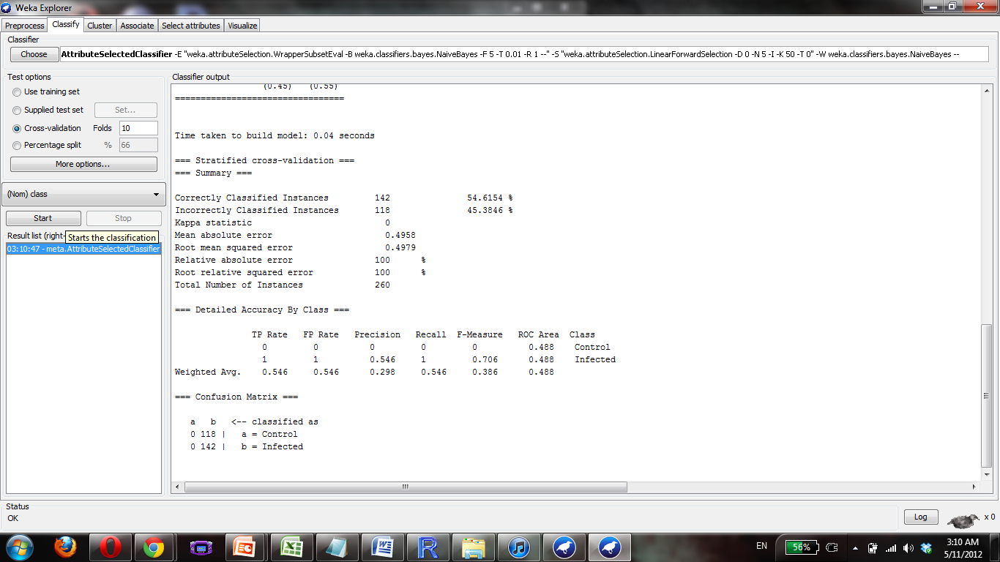 Weka Explorer
Preprocess Classify Cluster Associate Select attributes Visualize
Classifier
Choose AttributeSelectedClassifier -E "weka.attributeSelection.WrapperSubsetEval -B weka.classifiers.bayes.NaiveBayes -F 5 -T 0.01 -R 1 --" -S "weka.attributeSelection.LinearForwardSelection -D 0 -N 5 -I -K 50 -T 0" -W weka.classifiers.bayes.NaiveBayes --
Test options
Use training set
Supplied test set Set...
Cross-validation Folds 10
Percentage split % 66
More options...
(Nom) class
Start Stop
Result list (right-
Starts the classification
03:10:47 - meta.AttributeSelectedClassifier
Classifier output
(0.45) (0.55)
=================================
Time taken to build model: 0.04 seconds
=== Stratified cross-validation ===
=== Summary ===
Correctly Classified Instances 142 54.6154 %
Incorrectly Classified Instances 118 45.3846 %
Kappa statistic 0
Mean absolute error 0.4958
Root mean squared error 0.4979
Relative absolute error 100 %
Root relative squared error 100 %
Total Number of Instances 260
=== Detailed Accuracy By Class ===
TP Rate FP Rate Precision Recall F-Measure ROC Area Class
0 0 0 0 0 0.488 Control
1 1 0.546 1 0.706 0.488 Infected
Weighted Avg. 0.546 0.546 0.298 0.546 0.386 0.488
=== Confusion Matrix ===
a b <-- classified as
0 118 | a = Control
0 142 | b = Infected
Status
OK
Log x 0
EN 56% 3:10 AM
5/11/2012